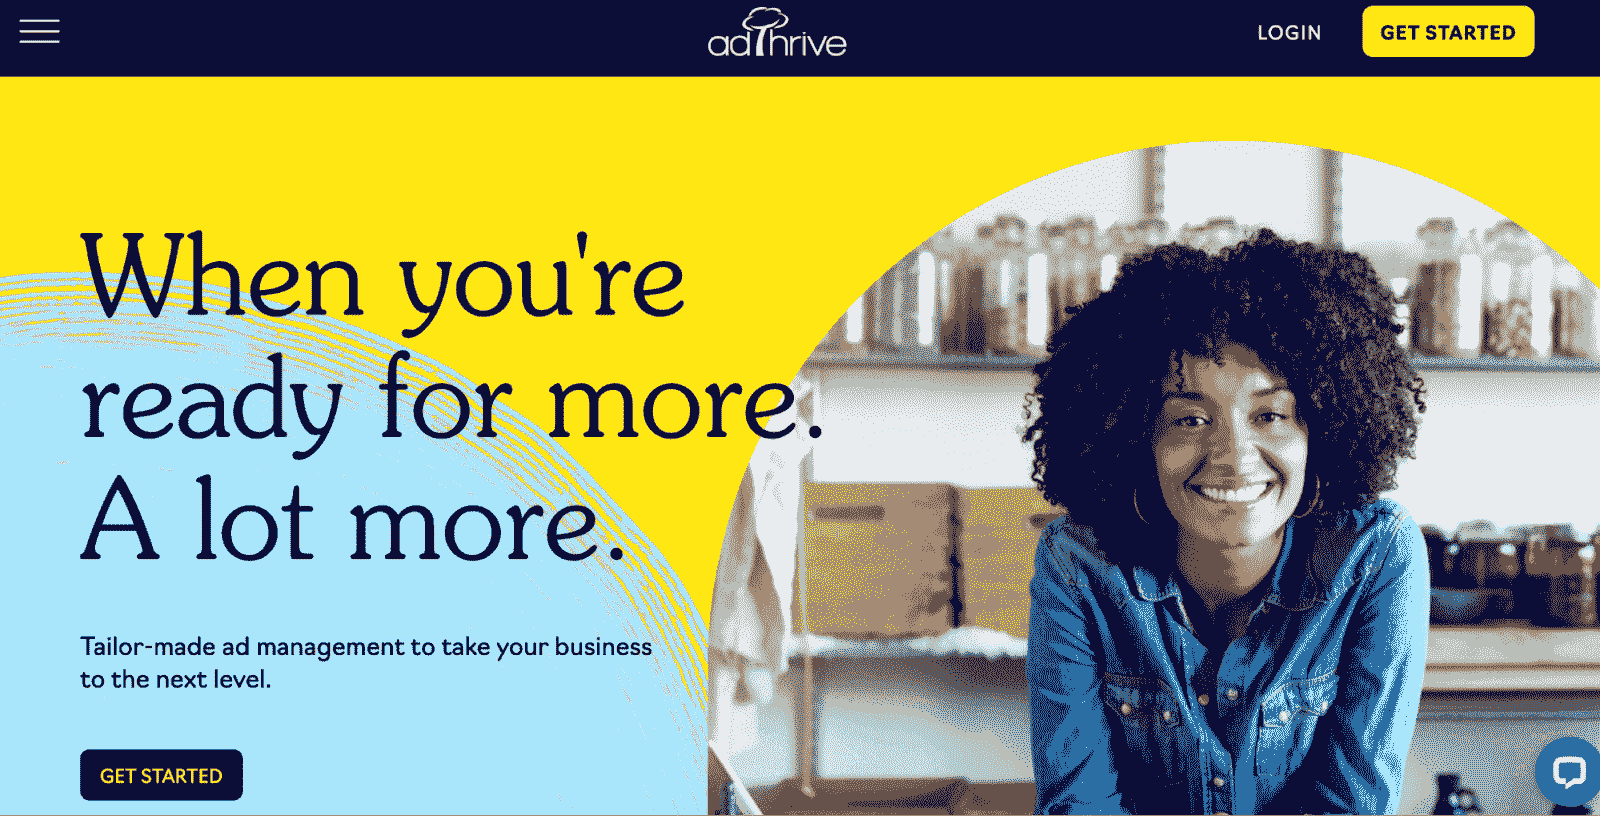 adThrive
LOGIN
GET STARTED
When you're
ready for more.
A lot more.
Tailor-made ad management to take your business
to the next level.
GET STARTED